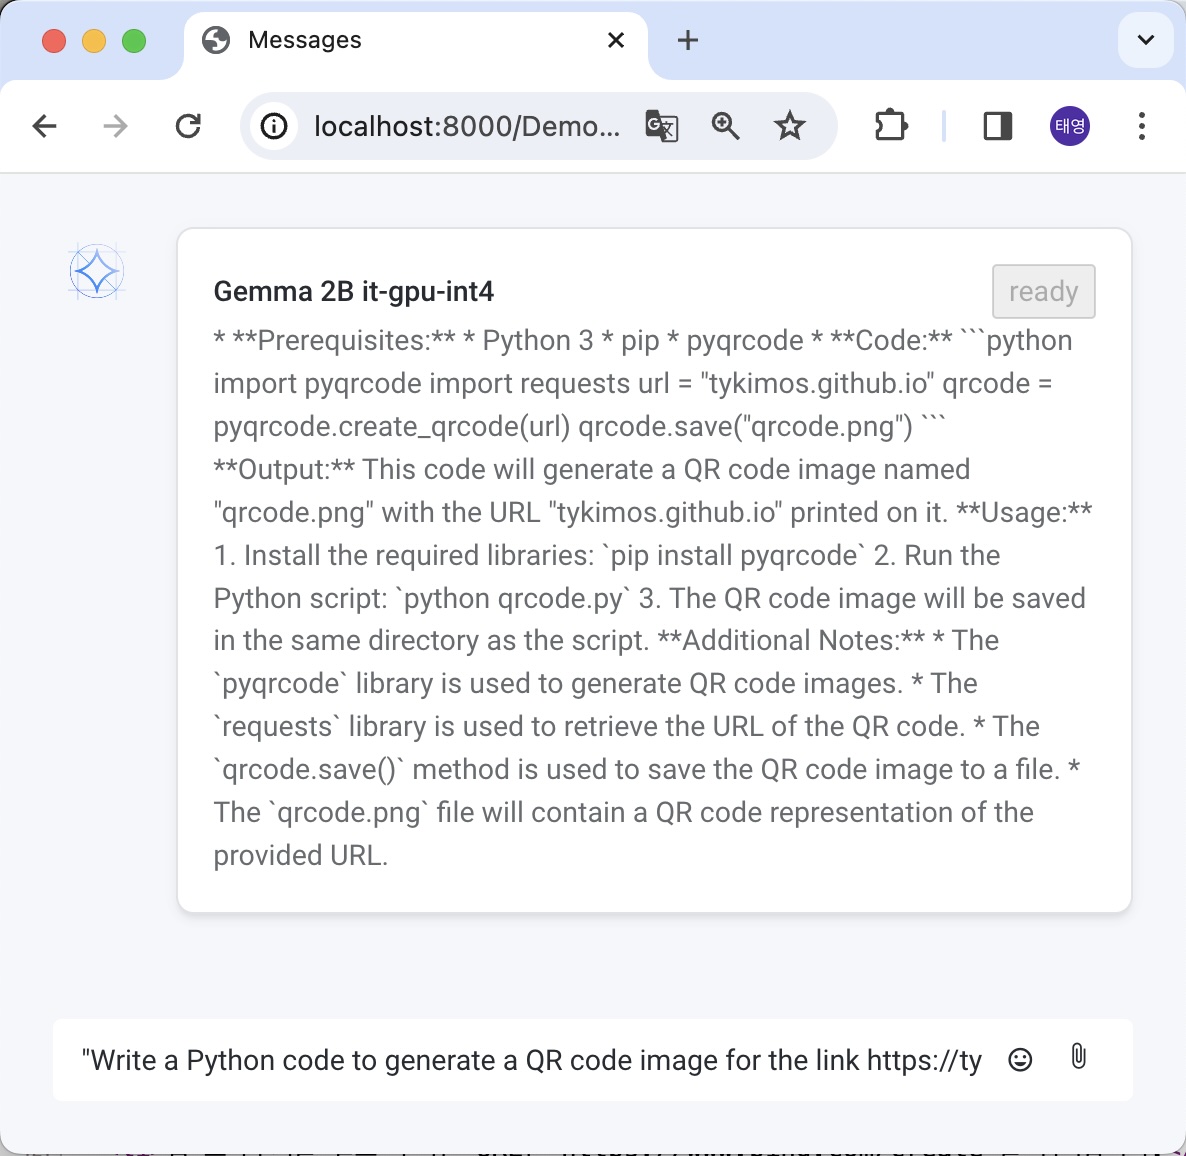 Messages
localhost:8000/Demo...
태영
Gemma 2B it-gpu-int4
ready
* **Prerequisites:** * Python 3 * pip * pyqrcode * **Code:** ```python
import pyqrcode import requests url = "tykimos.github.io" qrcode =
pyqrcode.create_qrcode(url) qrcode.save("qrcode.png") ```
**Output:** This code will generate a QR code image named
"qrcode.png" with the URL "tykimos.github.io" printed on it. **Usage:**
1. Install the required libraries: `pip install pyqrcode` 2. Run the
Python script: `python qrcode.py` 3. The QR code image will be saved
in the same directory as the script. **Additional Notes:** * The
`pyqrcode` library is used to generate QR code images. * The
`requests` library is used to retrieve the URL of the QR code. * The
`qrcode.save()` method is used to save the QR code image to a file. *
The `qrcode.png` file will contain a QR code representation of the
provided URL.
"Write a Python code to generate a QR code image for the link https://ty